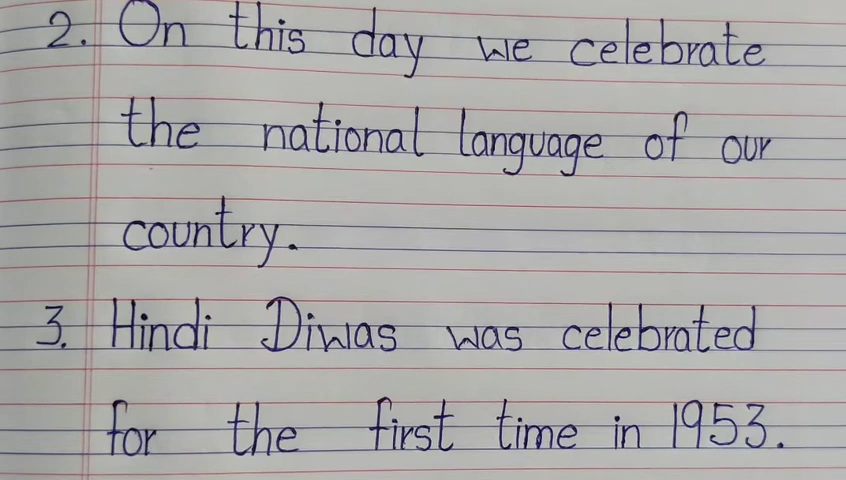 2. On this day we celebrate
the national language of our
country.
3. Hindi Diwas was celebrated
for the first time in 1953.